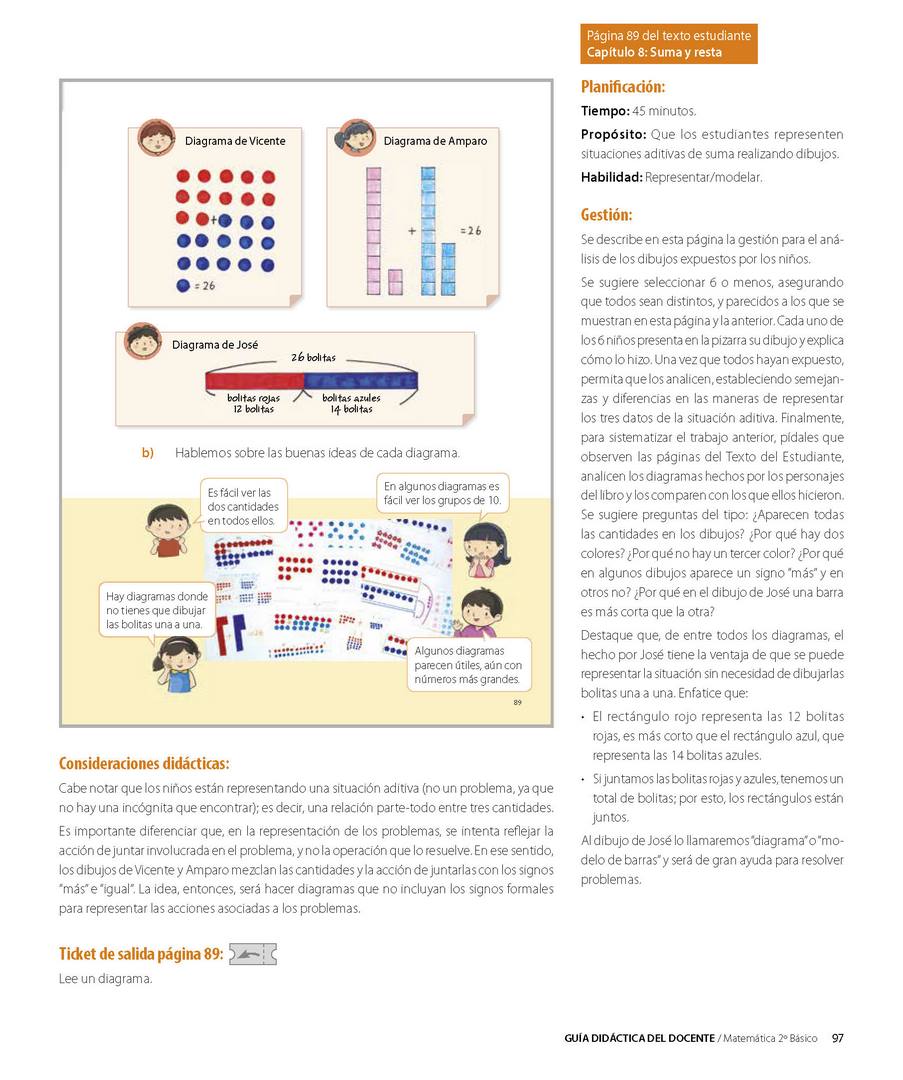 Página 89 del texto estudiante
Capítulo 8: Suma y resta
Diagrama de Vicente
+
= 26
Diagrama de Amparo
+
= 26
Diagrama de José
26 bolitas
bolitas rojas
12 bolitas
bolitas azules
14 bolitas
b) Hablemos sobre las buenas ideas de cada diagrama.
Es fácil ver las
dos cantidades
en todos ellos.
En algunos diagramas es
fácil ver los grupos de 10.
Hay diagramas donde
no tienes que dibujar
las bolitas una a una.
Algunos diagramas
parecen útiles, aún con
números más grandes.
89
Consideraciones didácticas:
Cabe notar que los niños están representando una situación aditiva (no un problema, ya que
no hay una incógnita que encontrar); es decir, una relación parte-todo entre tres cantidades.
Es importante diferenciar que, en la representación de los problemas, se intenta reflejar la
acción de juntar involucrada en el problema, y no la operación que lo resuelve. En ese sentido,
los dibujos de Vicente y Amparo mezclan las cantidades y la acción de juntarlas con los signos
“más” e “igual”. La idea, entonces, será hacer diagramas que no incluyan los signos formales
para representar las acciones asociadas a los problemas.
Ticket de salida página 89:
Lee un diagrama.
Planificación:
Tiempo: 45 minutos.
Propósito: Que los estudiantes representen
situaciones aditivas de suma realizando dibujos.
Habilidad: Representar/modelar.
Gestión:
Se describe en esta página la gestión para el aná-
lisis de los dibujos expuestos por los niños.
Se sugiere seleccionar 6 o menos, asegurando
que todos sean distintos, y parecidos a los que se
muestran en esta página y la anterior. Cada uno de
los 6 niños presenta en la pizarra su dibujo y explica
cómo lo hizo. Una vez que todos hayan expuesto,
permita que los analicen, estableciendo semejan-
zas y diferencias en las maneras de representar
los tres datos de la situación aditiva. Finalmente,
para sistematizar el trabajo anterior, pídales que
observen las páginas del Texto del Estudiante,
analicen los diagramas hechos por los personajes
del libro y los comparen con los que ellos hicieron.
Se sugiere preguntas del tipo: ¿Aparecen todas
las cantidades en los dibujos? ¿Por qué hay dos
colores? ¿Por qué no hay un tercer color? ¿Por qué
en algunos dibujos aparece un signo “más” y en
otros no? ¿Por qué en el dibujo de José una barra
es más corta que la otra?
Destaque que, de entre todos los diagramas, el
hecho por José tiene la ventaja de que se puede
representar la situación sin necesidad de dibujarlas
bolitas una a una. Enfatice que:
• El rectángulo rojo representa las 12 bolitas
rojas, es más corto que el rectángulo azul, que
representa las 14 bolitas azules.
• Si juntamos las bolitas rojas y azules, tenemos un
total de bolitas; por esto, los rectángulos están
juntos.
Al dibujo de José lo llamaremos “diagrama” o “mo-
delo de barras” y será de gran ayuda para resolver
problemas.
GUÍA DIDÁCTICA DEL DOCENTE / Matemática 2º Básico 97